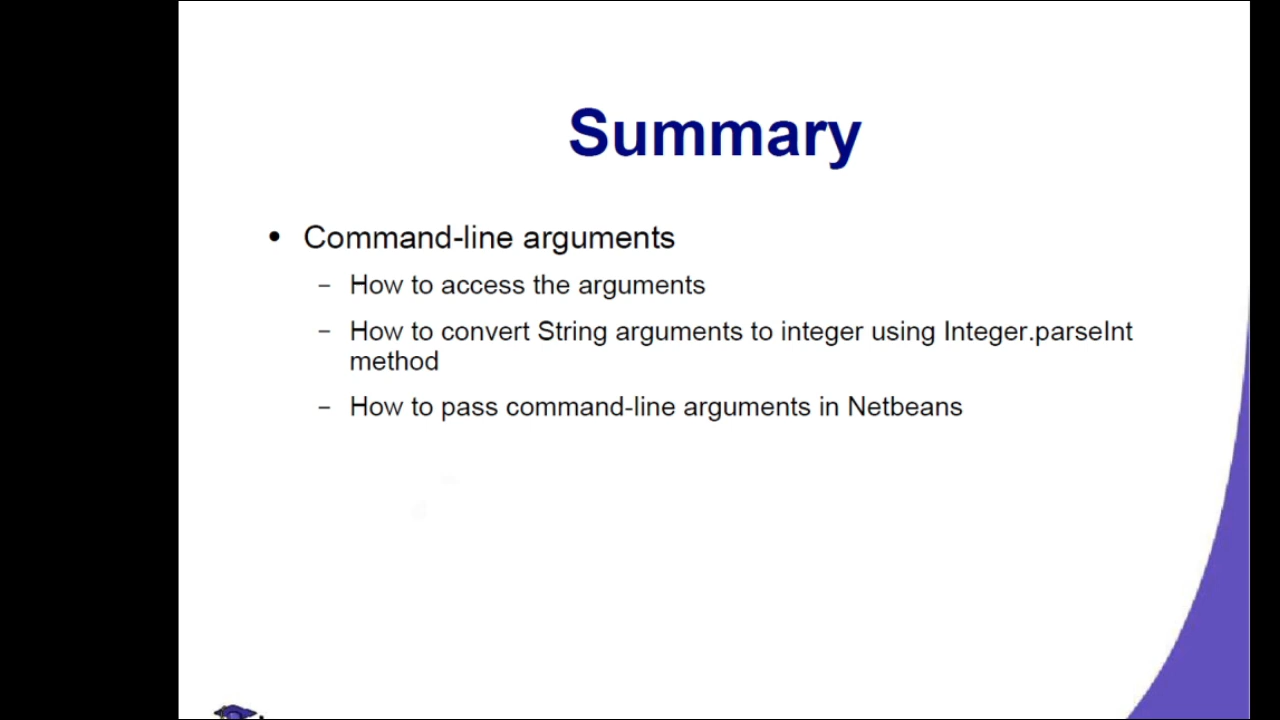 Summary
• Command-line arguments
– How to access the arguments
– How to convert String arguments to integer using Integer.parseInt
method
– How to pass command-line arguments in Netbeans